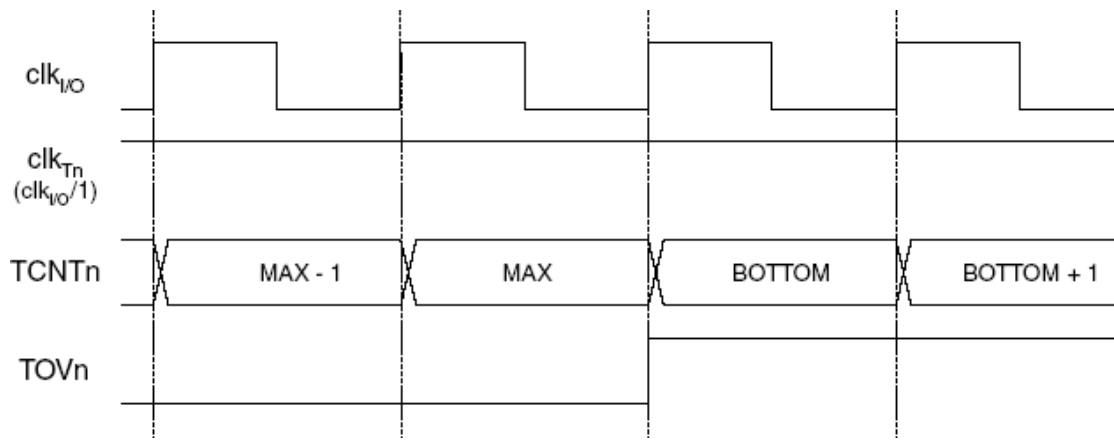 clkI/O
clkTn
(clkI/O/1)
TCNTn MAX - 1 MAX BOTTOM BOTTOM + 1
TOVn